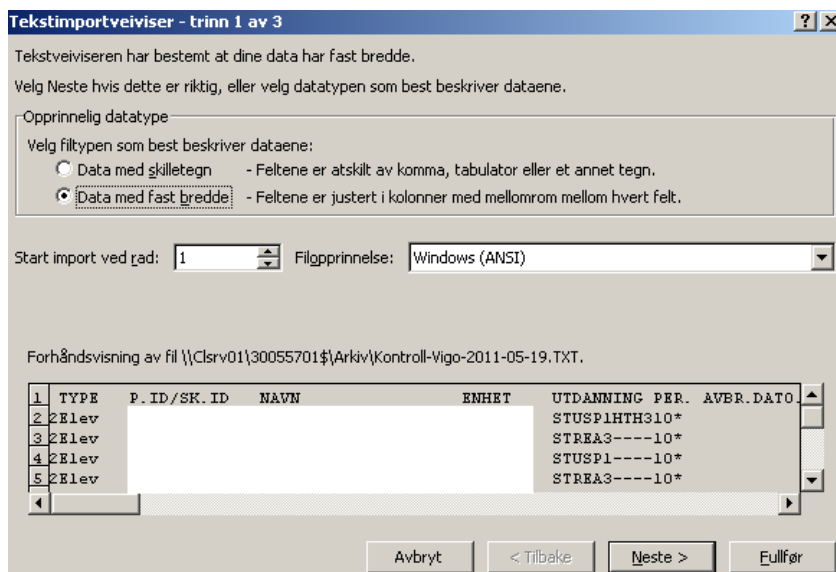 Tekstimportveiviser - trinn 1 av 3
Tekstveiviseren har bestemt at dine data har fast bredde.
Velg Neste hvis dette er riktig, eller velg datatypen som best beskriver dataene.
Opprinnelig datatype
Velg filtypen som best beskriver dataene:
Data med skilletegn - Feltene er atskilt av komma, tabulator eller et annet tegn.
Data med fast bredde - Feltene er justert i kolonner med mellomrom mellom hvert felt.
Start import ved rad: 1 Filopprinnelse: Windows (ANSI)
Forhåndsvisning av fil \\Clsrv01\30055701$\Arkiv\Kontroll-Vigo-2011-05-19.TXT.
1 TYPE P.ID/SK.ID NAVN ENHET UTDANNING PER. AVBR.DATO.
2 2Elev STUSP1HTH310*
3 2Elev STREA3----10*
4 2Elev STUSP1----10*
5 2Elev STREA3----10*
Avbryt < Tilbake Neste > Fullfør